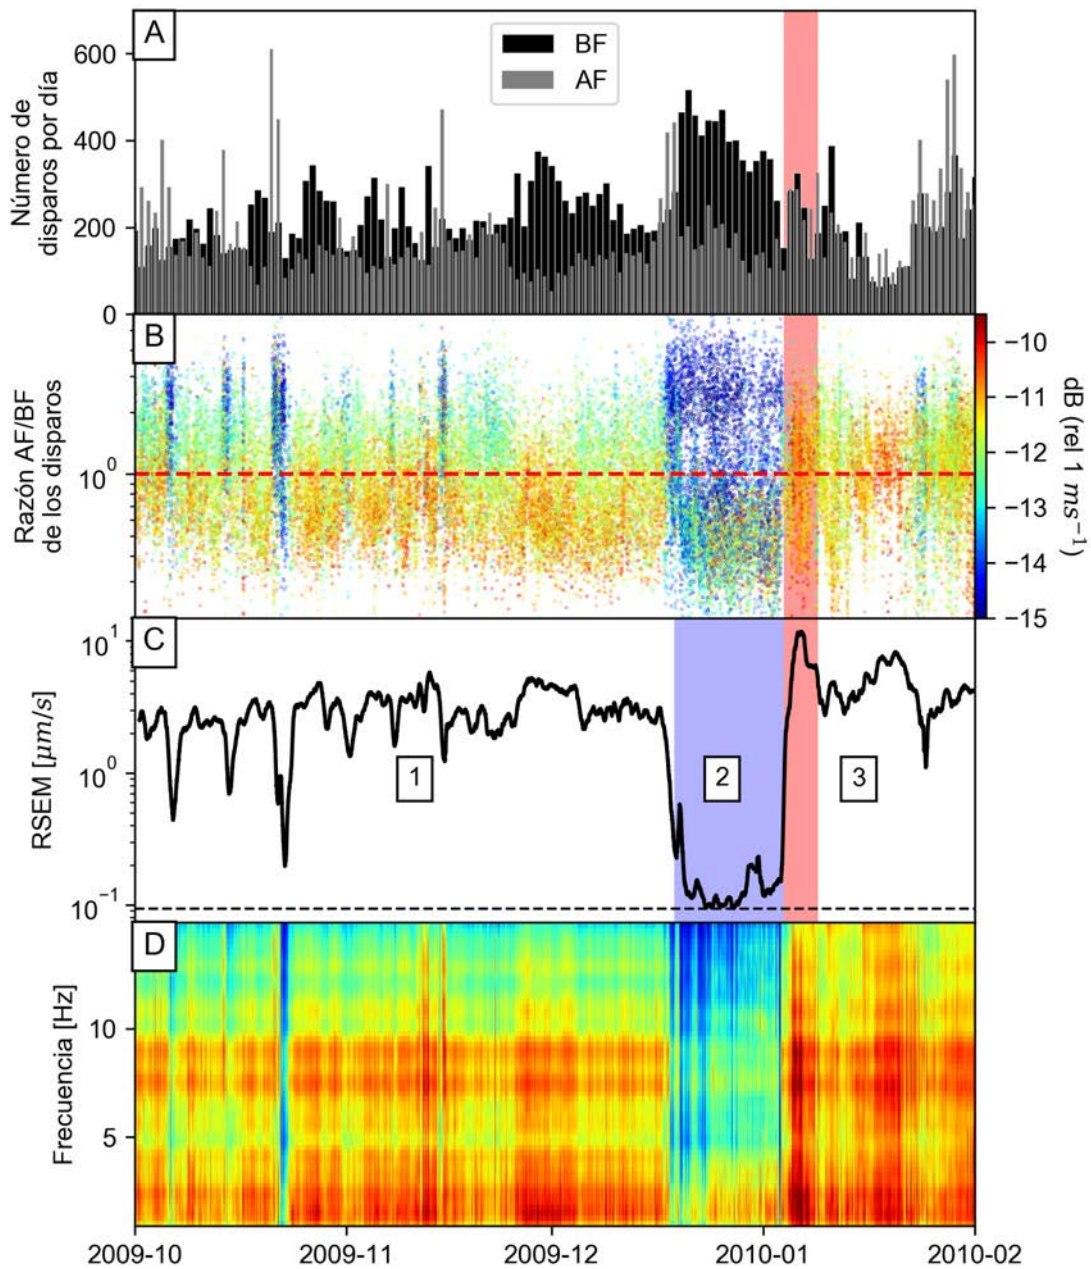 A
BF
AF
Número de
disparos por día
600
400
200
0
B
Razón AF/BF
de los disparos
10⁰
−10
−11
−12
−13
−14
−15
dB (rel 1 ms⁻¹)
C
RSEM [μm/s]
10¹
10⁰
10⁻¹
1
2
3
D
Frecuencia [Hz]
10
5
2009-10
2009-11
2009-12
2010-01
2010-02